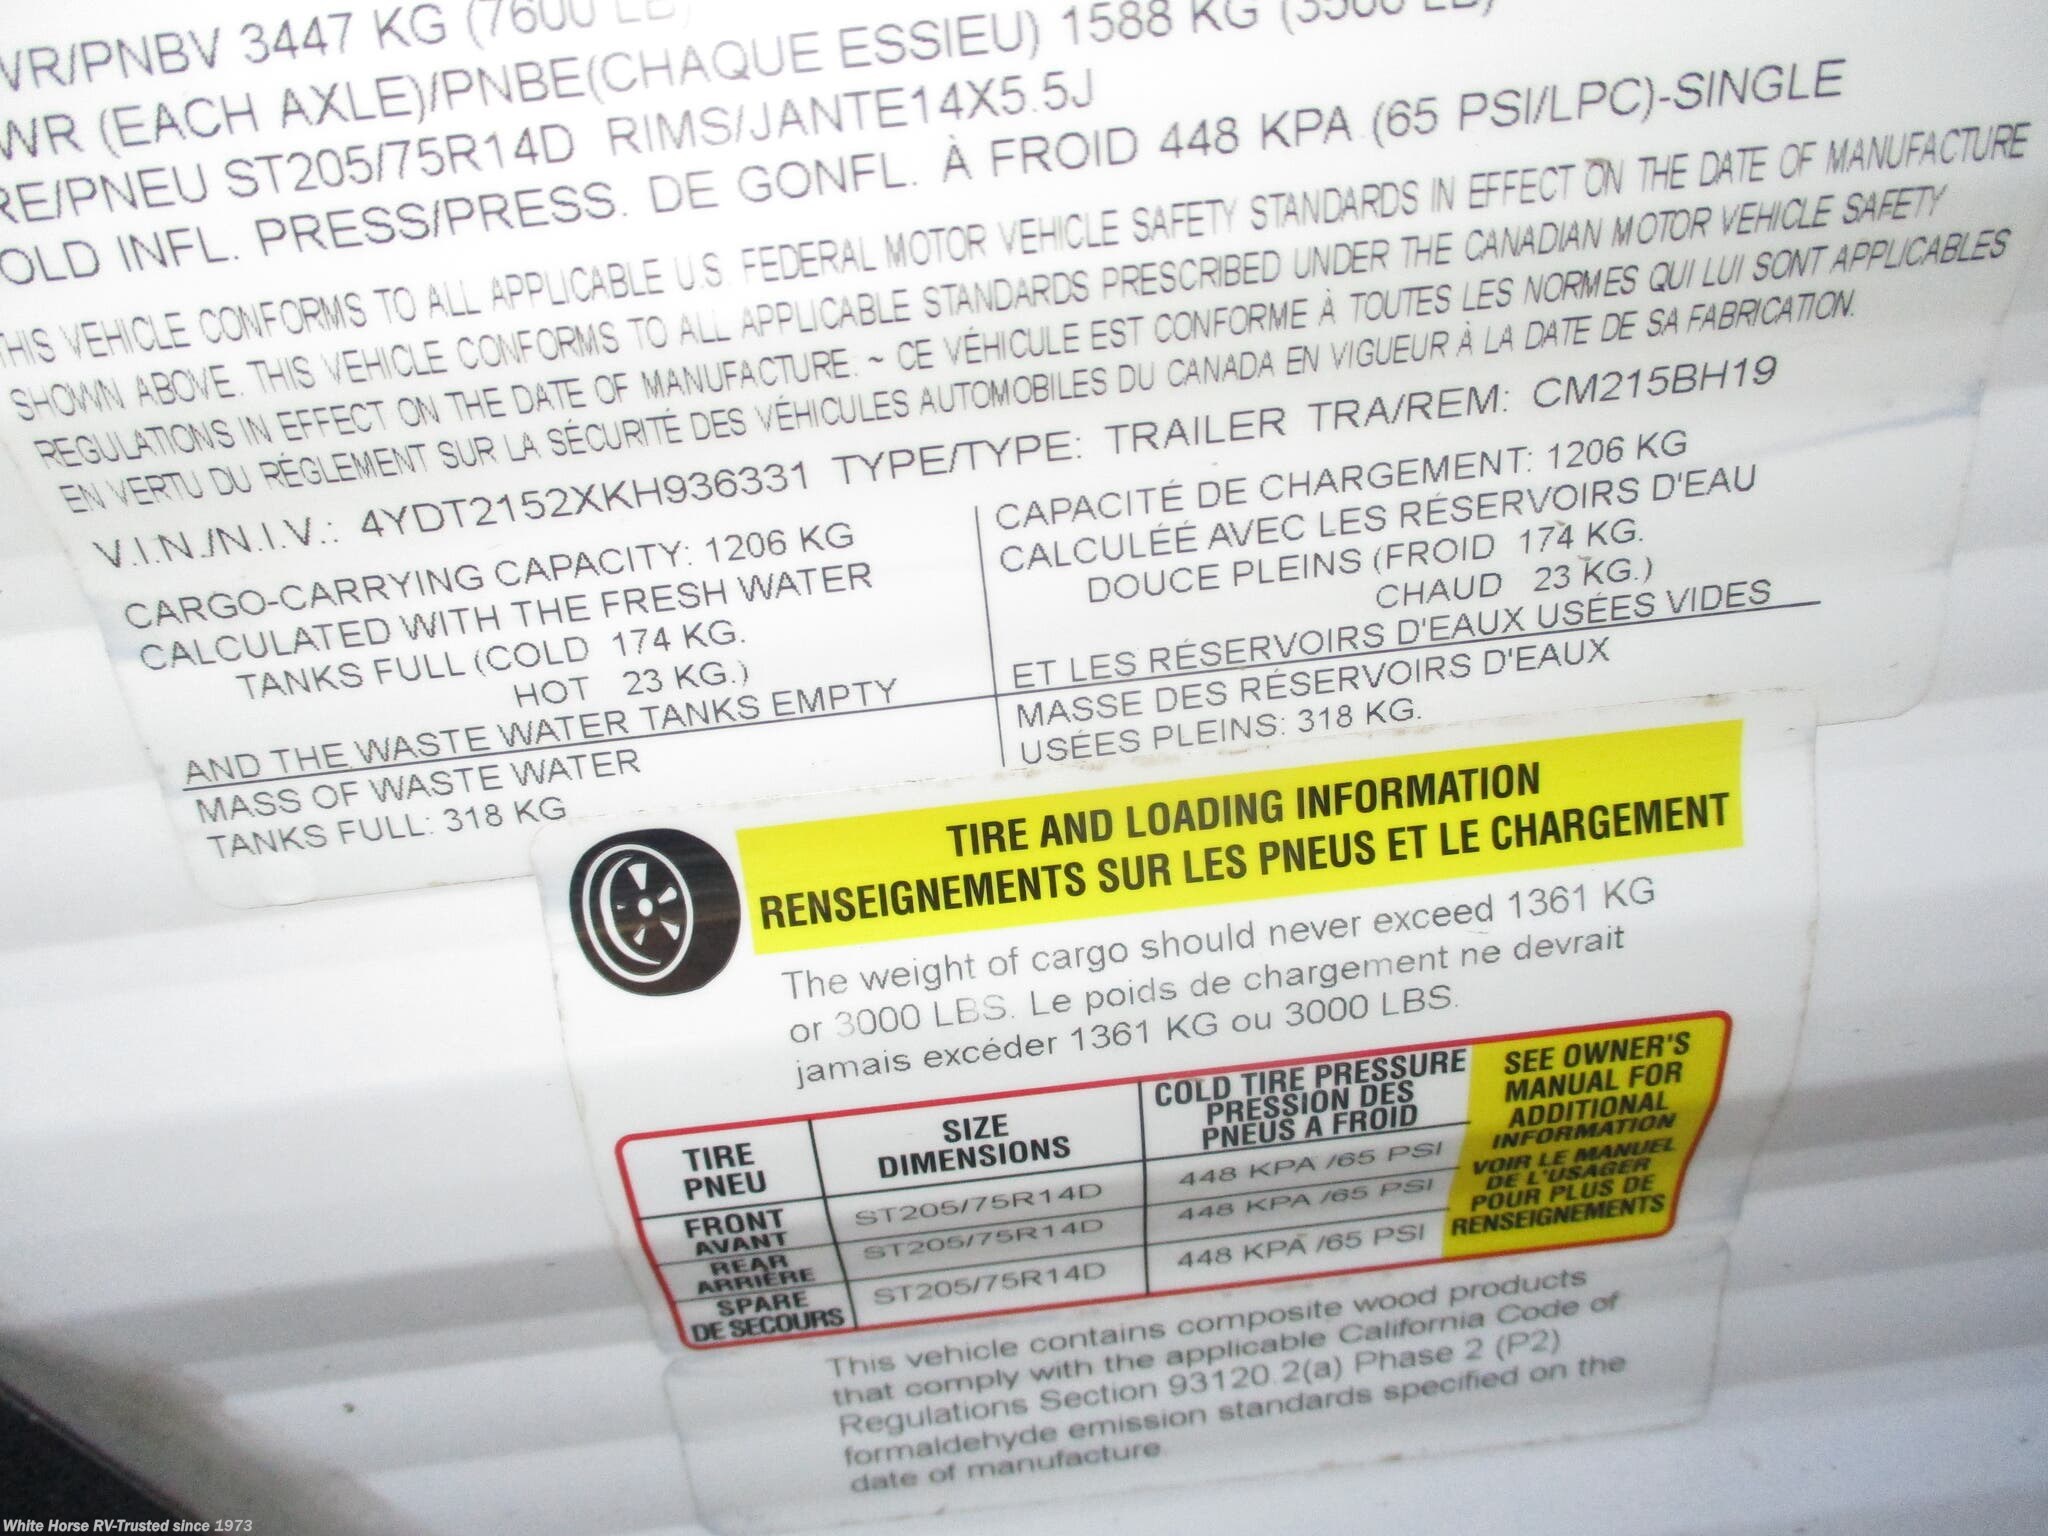 VR/PNBV 3447 KG (7600 LB)
WR (EACH AXLE)/PNBE(CHAQUE ESSIEU) 1588 KG (3500 LB)
RE/PNEU ST205/75R14D RIMS/JANTE14X5.5J
OLD INFL. PRESS/PRESS. DE GONFL. À FROID 448 KPA (65 PSI/LPC)-SINGLE
THIS VEHICLE CONFORMS TO ALL APPLICABLE U.S. FEDERAL MOTOR VEHICLE SAFETY STANDARDS IN EFFECT ON THE DATE OF MANUFACTURE
SHOWN ABOVE. THIS VEHICLE CONFORMS TO ALL APPLICABLE STANDARDS PRESCRIBED UNDER THE CANADIAN MOTOR VEHICLE SAFETY
REGULATIONS IN EFFECT ON THE DATE OF MANUFACTURE. ~ CE VÉHICULE EST CONFORME À TOUTES LES NORMES QUI LUI SONT APPLICABLES
EN VERTU DU RÈGLEMENT SUR LA SÉCURITÉ DES VÉHICULES AUTOMOBILES DU CANADA EN VIGUEUR À LA DATE DE SA FABRICATION.
V.I.N./N.I.V.: 4YDT2152XKH936331 TYPE/TYPE: TRAILER TRA/REM: CM215BH19
CARGO-CARRYING CAPACITY: 1206 KG
CALCULATED WITH THE FRESH WATER
TANKS FULL (COLD 174 KG.
HOT 23 KG.)
AND THE WASTE WATER TANKS EMPTY
MASS OF WASTE WATER
TANKS FULL: 318 KG
CAPACITÉ DE CHARGEMENT: 1206 KG
CALCULÉE AVEC LES RÉSERVOIRS D'EAU
DOUCE PLEINS (FROID 174 KG.
CHAUD 23 KG.)
ET LES RÉSERVOIRS D'EAUX USÉES VIDES
MASSE DES RÉSERVOIRS D'EAUX
USÉES PLEINS: 318 KG.
TIRE AND LOADING INFORMATION
RENSEIGNEMENTS SUR LES PNEUS ET LE CHARGEMENT
The weight of cargo should never exceed 1361 KG
or 3000 LBS. Le poids de chargement ne devrait
jamais excéder 1361 KG ou 3000 LBS.
TIRE
PNEU
SIZE
DIMENSIONS
COLD TIRE PRESSURE
PRESSION DES
PNEUS A FROID
FRONT
AVANT
ST205/75R14D
448 KPA /65 PSI
REAR
ARRIÈRE
ST205/75R14D
448 KPA /65 PSI
SPARE
DE SECOURS
ST205/75R14D
448 KPA /65 PSI
SEE OWNER'S
MANUAL FOR
ADDITIONAL
INFORMATION
VOIR LE MANUEL
DE L'USAGER
POUR PLUS DE
RENSEIGNEMENTS
This vehicle contains composite wood products
that comply with the applicable California Code of
Regulations Section 93120.2(a) Phase 2 (P2)
formaldehyde emission standards specified on the
date of manufacture.
White Horse RV-Trusted since 1973